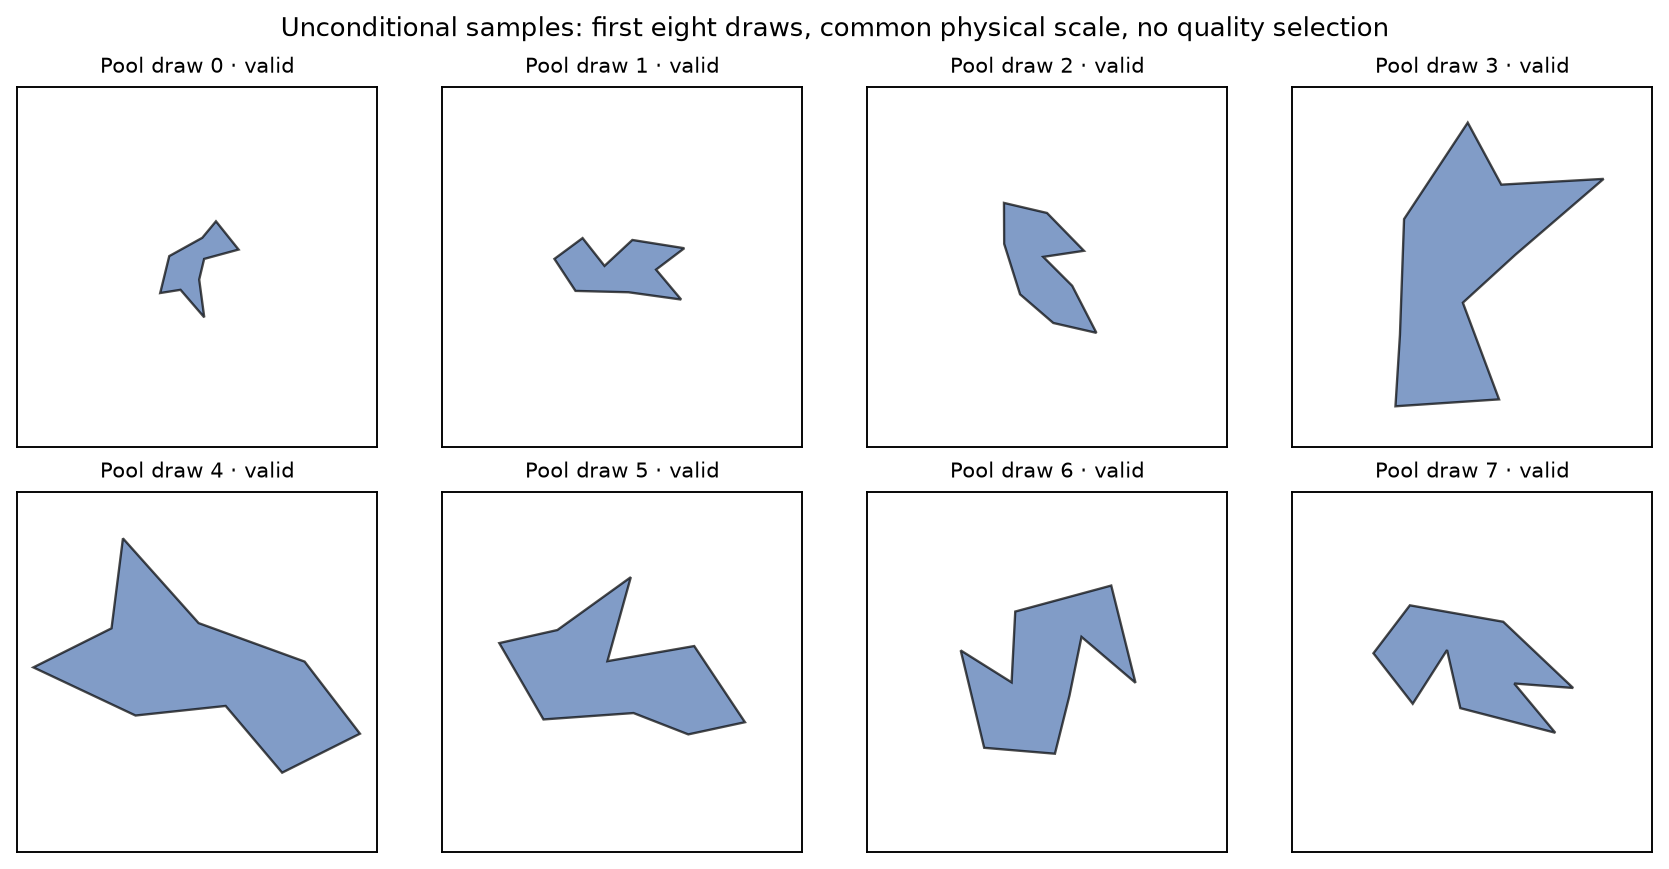 Unconditional samples: first eight draws, common physical scale, no quality selection
Pool draw 0 · valid
Pool draw 1 · valid
Pool draw 2 · valid
Pool draw 3 · valid
Pool draw 4 · valid
Pool draw 5 · valid
Pool draw 6 · valid
Pool draw 7 · valid